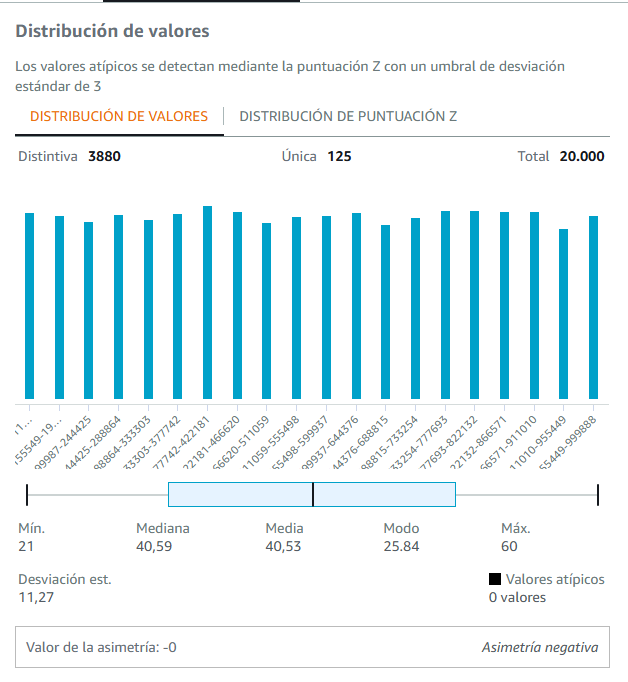 Distribución de valores
Los valores atípicos se detectan mediante la puntuación Z con un umbral de desviación
estándar de 3
DISTRIBUCIÓN DE VALORES
DISTRIBUCIÓN DE PUNTUACIÓN Z
Distintiva 3880
Única 125
Total 20.000
155549-19...
99987-244425
44425-288864
88864-333303
33303-377742
77742-422181
22181-466620
66620-511059
11059-555498
55498-599937
99937-644376
44376-688815
88815-733254
33254-777693
77693-822132
22132-866571
66571-911010
11010-955449
55449-999888
Mín.
21
Mediana
40,59
Media
40,53
Modo
25.84
Máx.
60
Desviación est.
11,27
Valores atípicos
0 valores
Valor de la asimetría: -0
Asimetría negativa